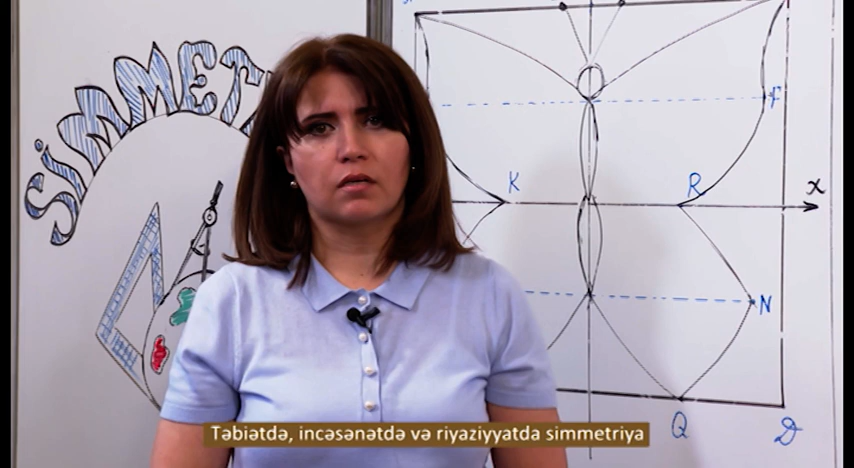 SİMMET
F
K
R
x
N
Təbiətdə, incəsənətdə və riyaziyyatda simmetriya
Q
D